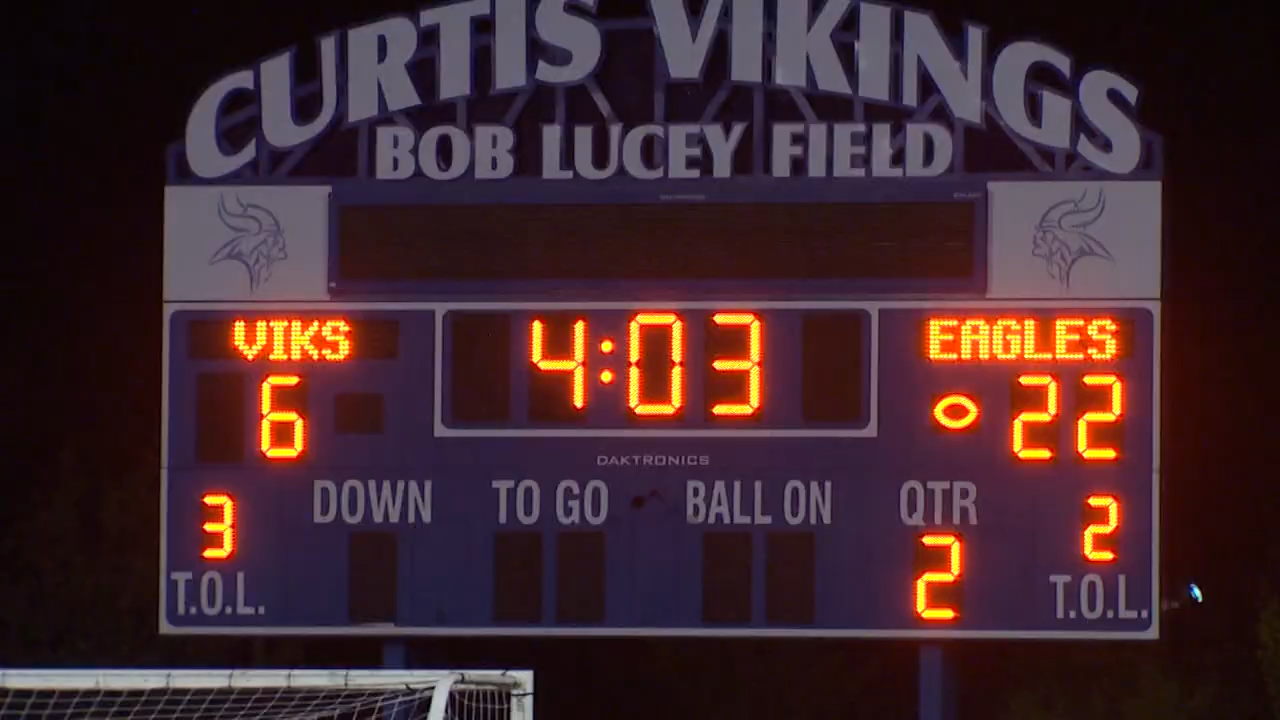 CURTIS VIKINGS
BOB LUCEY FIELD
VIKS 4:03 EAGLES
6 22
DAKTRONICS
DOWN TO GO BALL ON QTR
3 2 2
T.O.L. T.O.L.